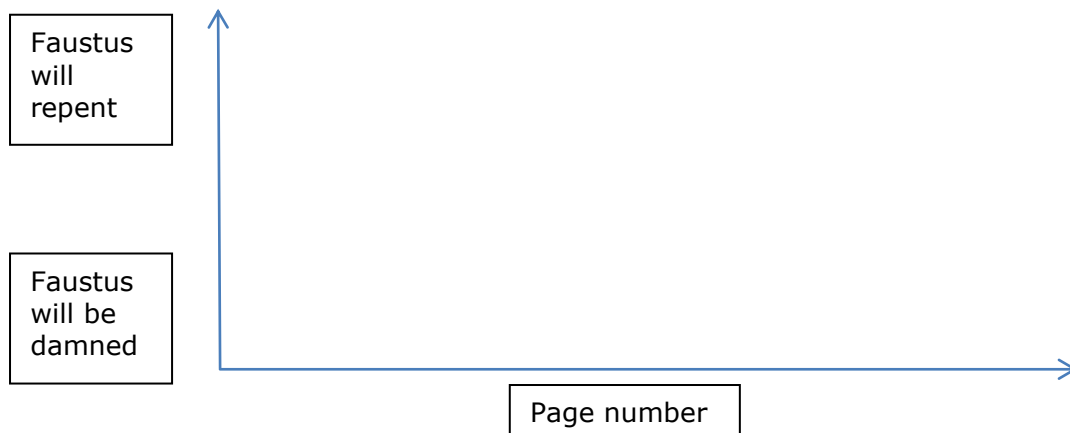 Faustus
will
repent
Faustus
will be
damned
Page number